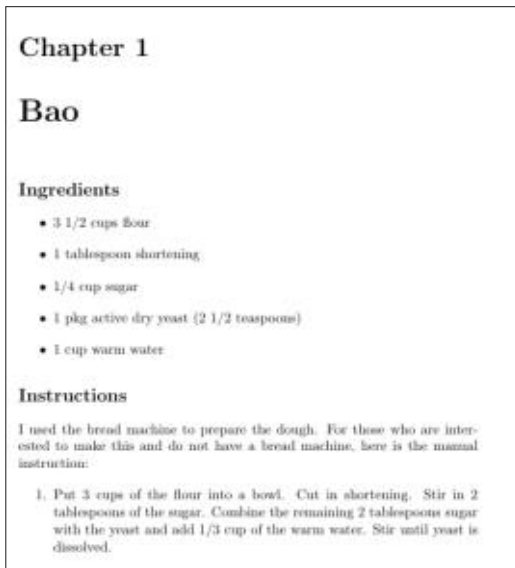 Chapter 1
Bao
Ingredients
• 3 1/2 cups flour
• 1 tablespoon shortening
• 1/4 cup sugar
• 1 pkg active dry yeast (2 1/2 teaspoons)
• 1 cup warm water
Instructions
I used the bread machine to prepare the dough. For those who are inter-
ested to make this and do not have a bread machine, here is the manual
instruction:
1. Put 3 cups of the flour into a bowl. Cut in shortening. Stir in 2
tablespoons of the sugar. Combine the remaining 2 tablespoons sugar
with the yeast and add 1/3 cup of the warm water. Stir until yeast is
dissolved.